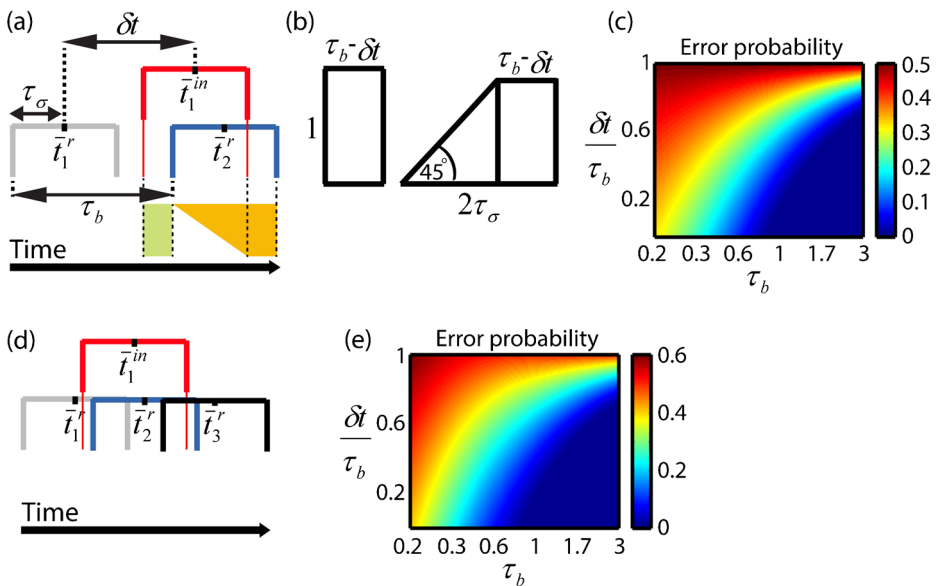 (a)
δt
τσ
t̄₁ⁱⁿ
t̄₁ʳ
t̄₂ʳ
τb
Time
(b)
τb-δt
τb-δt
1
45°
2τσ
(c)
Error probability
δt
τb
1
0.6
0.2
0.2 0.3 0.6 1 1.7 3
τb
0.5
0.4
0.3
0.2
0.1
0
(d)
t̄₁ⁱⁿ
t̄₁ʳ t̄₂ʳ t̄₃ʳ
Time
(e)
Error probability
δt
τb
1
0.6
0.2
0.2 0.3 0.6 1 1.7 3
τb
0.6
0.4
0.2
0